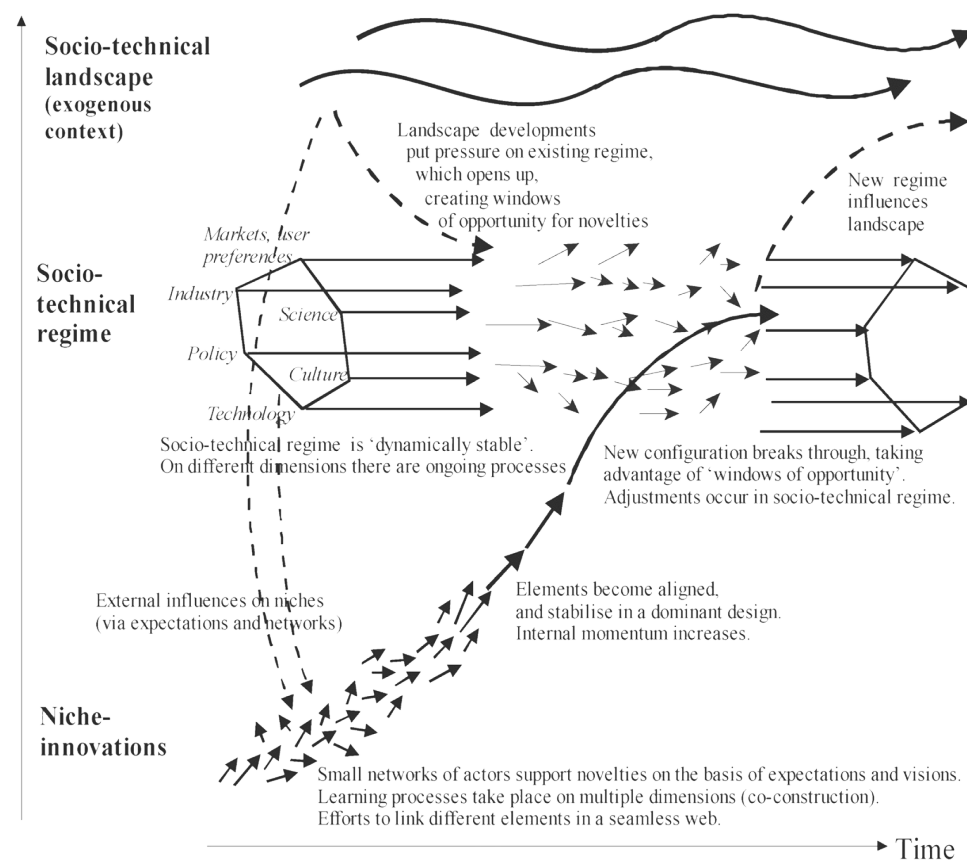 Socio-technical
landscape
(exogenous
context)
Landscape developments
put pressure on existing regime,
which opens up,
creating windows
of opportunity for novelties
New regime
influences
landscape
Socio-
technical
regime
Markets, user
preferences
Industry
Science
Policy
Culture
Technology
Socio-technical regime is ‘dynamically stable’.
On different dimensions there are ongoing processes
New configuration breaks through, taking
advantage of ‘windows of opportunity’.
Adjustments occur in socio-technical regime.
External influences on niches
(via expectations and networks)
Elements become aligned,
and stabilise in a dominant design.
Internal momentum increases.
Niche-
innovations
Small networks of actors support novelties on the basis of expectations and visions.
Learning processes take place on multiple dimensions (co-construction).
Efforts to link different elements in a seamless web.
Time